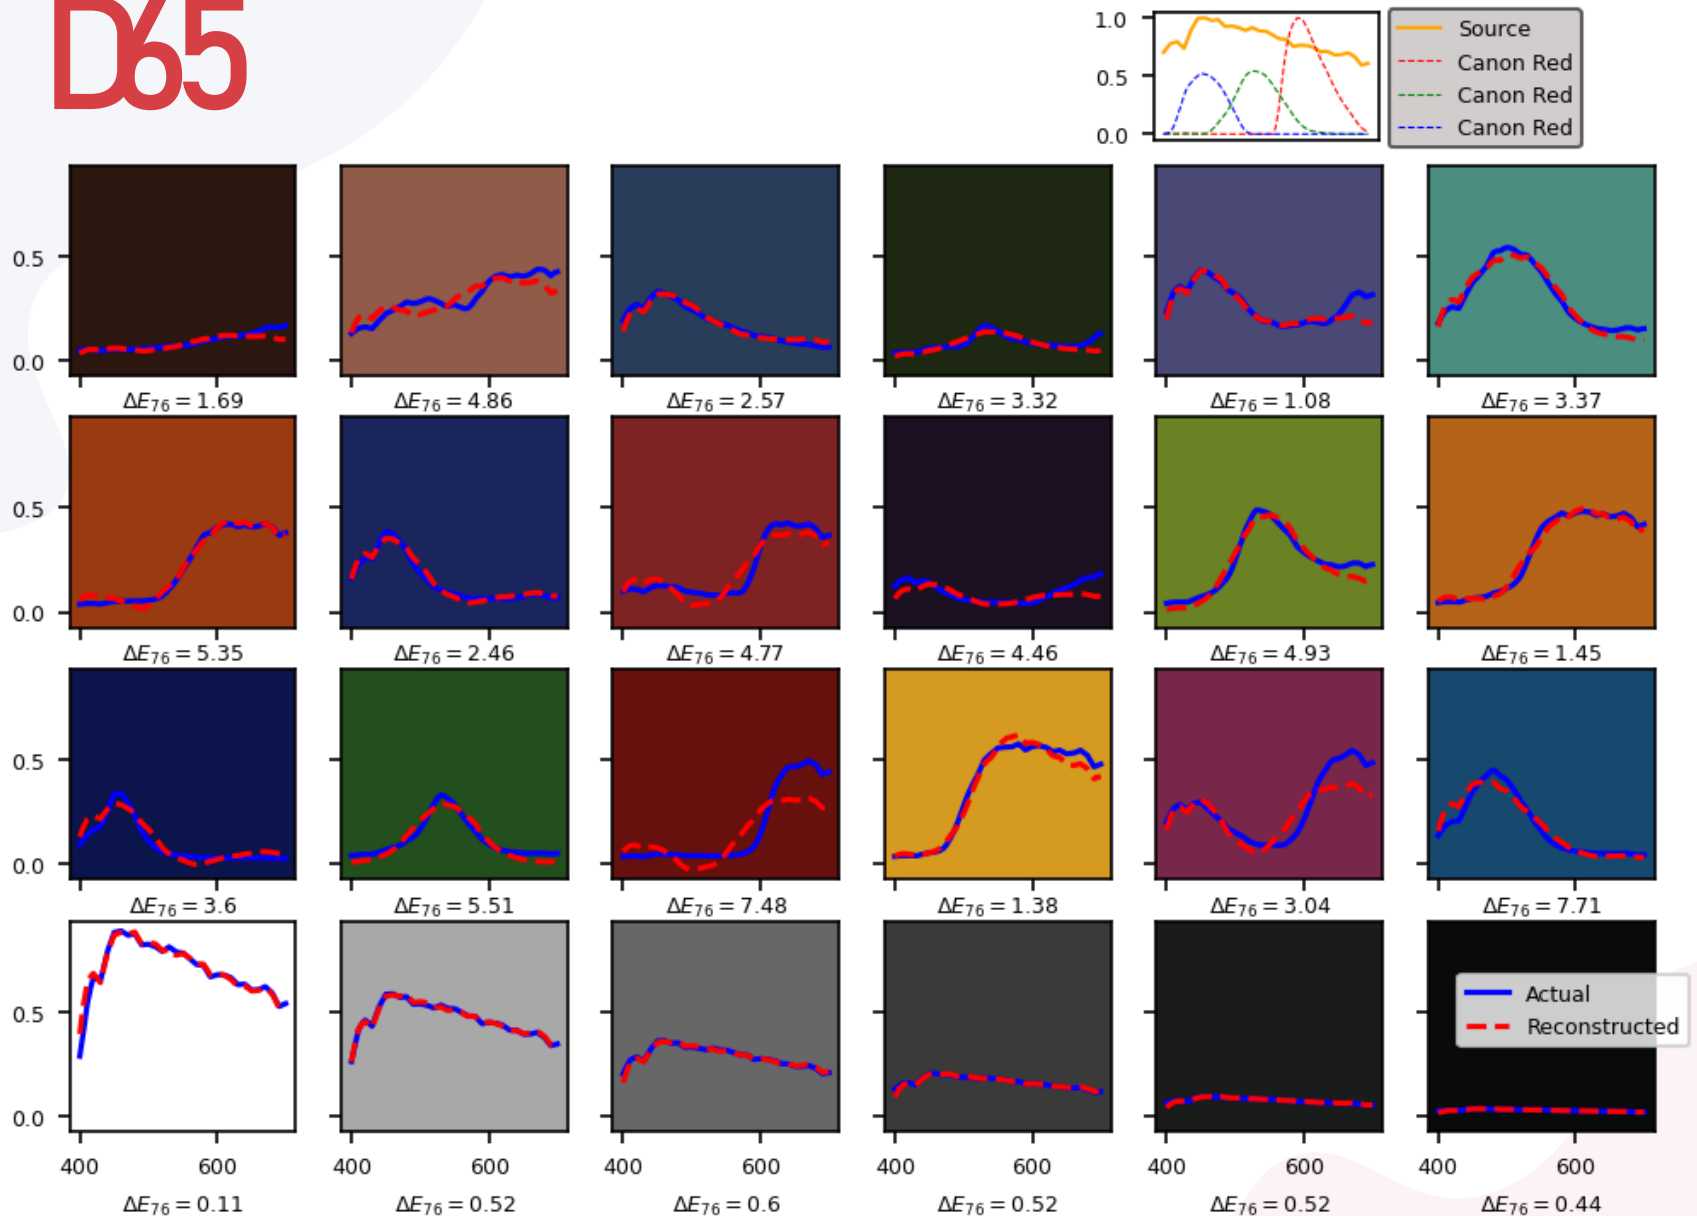 D65
1.0
0.5
0.0
Source
Canon Red
Canon Red
Canon Red
0.5
0.0
ΔE76 = 1.69
ΔE76 = 4.86
ΔE76 = 2.57
ΔE76 = 3.32
ΔE76 = 1.08
ΔE76 = 3.37
0.5
0.0
ΔE76 = 5.35
ΔE76 = 2.46
ΔE76 = 4.77
ΔE76 = 4.46
ΔE76 = 4.93
ΔE76 = 1.45
0.5
0.0
ΔE76 = 3.6
ΔE76 = 5.51
ΔE76 = 7.48
ΔE76 = 1.38
ΔE76 = 3.04
ΔE76 = 7.71
0.5
0.0
Actual
Reconstructed
400 600
400 600
400 600
400 600
400 600
400 600
ΔE76 = 0.11
ΔE76 = 0.52
ΔE76 = 0.6
ΔE76 = 0.52
ΔE76 = 0.52
ΔE76 = 0.44